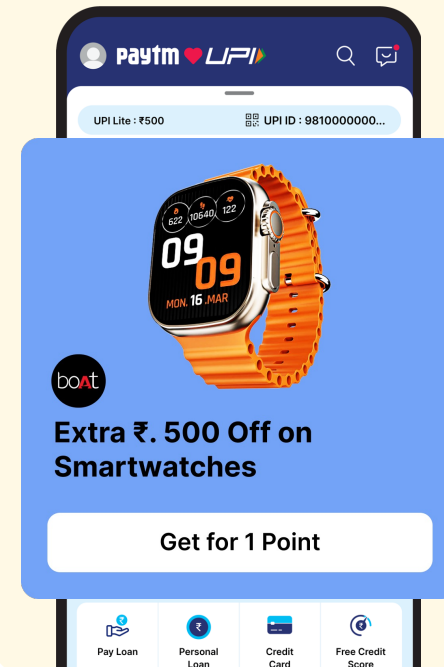 paytm UPI
UPI Lite : ₹500
UPI ID : 9810000000...
622
10640
122
09
09
MON. 16 .MAR
boAt
Extra ₹. 500 Off on
Smartwatches
Get for 1 Point
Pay Loan
Personal
Loan
Credit
Card
Free Credit
Score